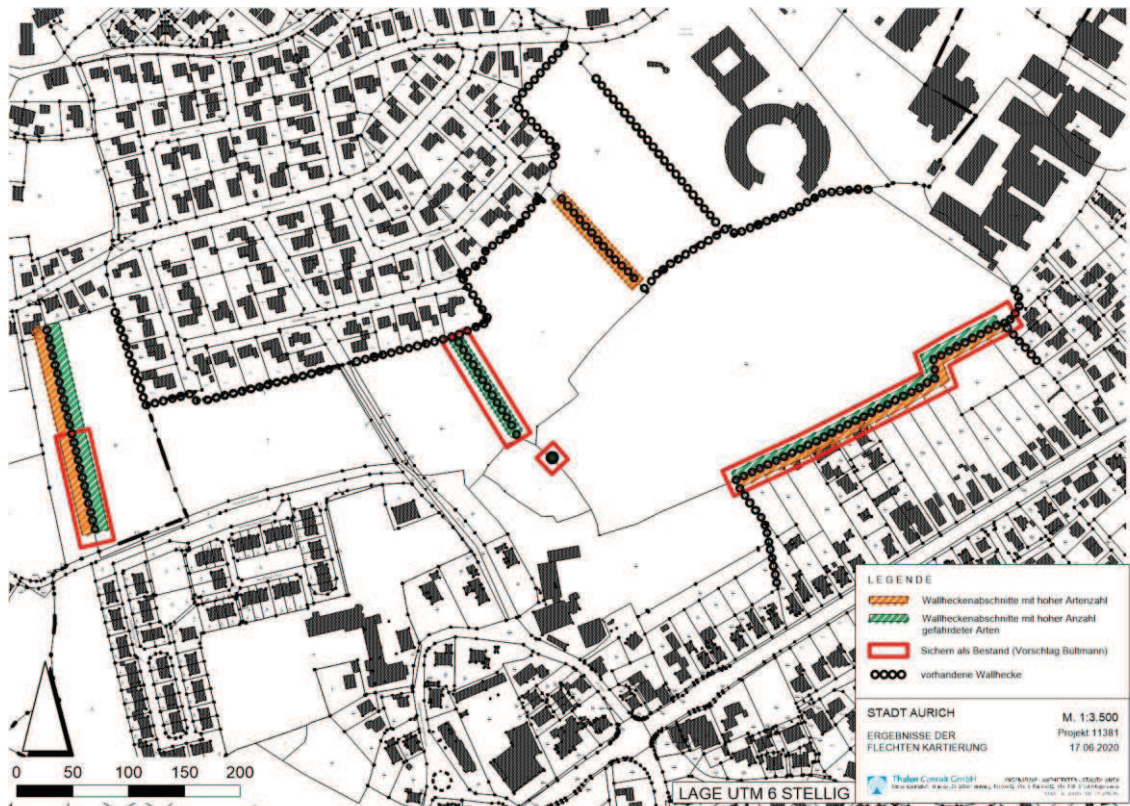 LEGENDE
Wallheckenabschnitte mit hoher Artenzahl
Wallheckenabschnitte mit hoher Anzahl
gefährdeter Arten
Sichern als Bestand (Vorschlag Bültmann)
vorhandene Wallhecke
STADT AURICH
M. 1:3.500
ERGEBNISSE DER
Projekt 11381
FLECHTEN KARTIERUNG
17.06.2020
Thalen Consult GmbH
0 50 100 150 200
LAGE UTM 6 STELLIG